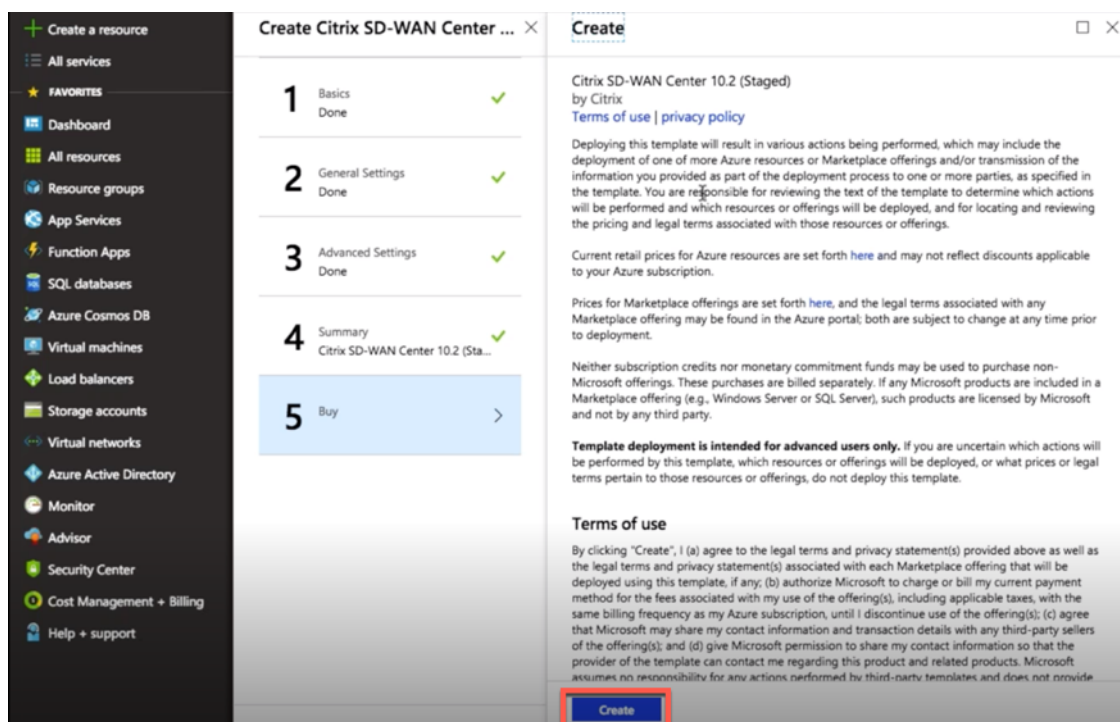 Create a resource
All services
FAVORITES
Dashboard
All resources
Resource groups
App Services
Function Apps
SQL databases
Azure Cosmos DB
Virtual machines
Load balancers
Storage accounts
Virtual networks
Azure Active Directory
Monitor
Advisor
Security Center
Cost Management + Billing
Help + support
Create Citrix SD-WAN Center ...
1
Basics
Done
2
General Settings
Done
3
Advanced Settings
Done
4
Summary
Citrix SD-WAN Center 10.2 (Sta...
5
Buy
Create
Citrix SD-WAN Center 10.2 (Staged)
by Citrix
Terms of use | privacy policy
Deploying this template will result in various actions being performed, which may include the
deployment of one of more Azure resources or Marketplace offerings and/or transmission of the
information you provided as part of the deployment process to one or more parties, as specified in
the template. You are responsible for reviewing the text of the template to determine which actions
will be performed and which resources or offerings will be deployed, and for locating and reviewing
the pricing and legal terms associated with those resources or offerings.
Current retail prices for Azure resources are set forth here and may not reflect discounts applicable
to your Azure subscription.
Prices for Marketplace offerings are set forth here, and the legal terms associated with any
Marketplace offering may be found in the Azure portal; both are subject to change at any time prior
to deployment.
Neither subscription credits nor monetary commitment funds may be used to purchase non-
Microsoft offerings. These purchases are billed separately. If any Microsoft products are included in a
Marketplace offering (e.g., Windows Server or SQL Server), such products are licensed by Microsoft
and not by any third party.
Template deployment is intended for advanced users only. If you are uncertain which actions will
be performed by this template, which resources or offerings will be deployed, or what prices or legal
terms pertain to those resources or offerings, do not deploy this template.
Terms of use
By clicking "Create", I (a) agree to the legal terms and privacy statement(s) provided above as well as
the legal terms and privacy statement(s) associated with each Marketplace offering that will be
deployed using this template, if any; (b) authorize Microsoft to charge or bill my current payment
method for the fees associated with my use of the offering(s), including applicable taxes, with the
same billing frequency as my Azure subscription, until I discontinue use of the offering(s); (c) agree
that Microsoft may share my contact information and transaction details with any third-party sellers
of the offering(s); and (d) give Microsoft permission to share my contact information so that the
provider of the template can contact me regarding this product and related products. Microsoft
assumes no responsibility for any actions performed by third-party templates and does not provide
Create